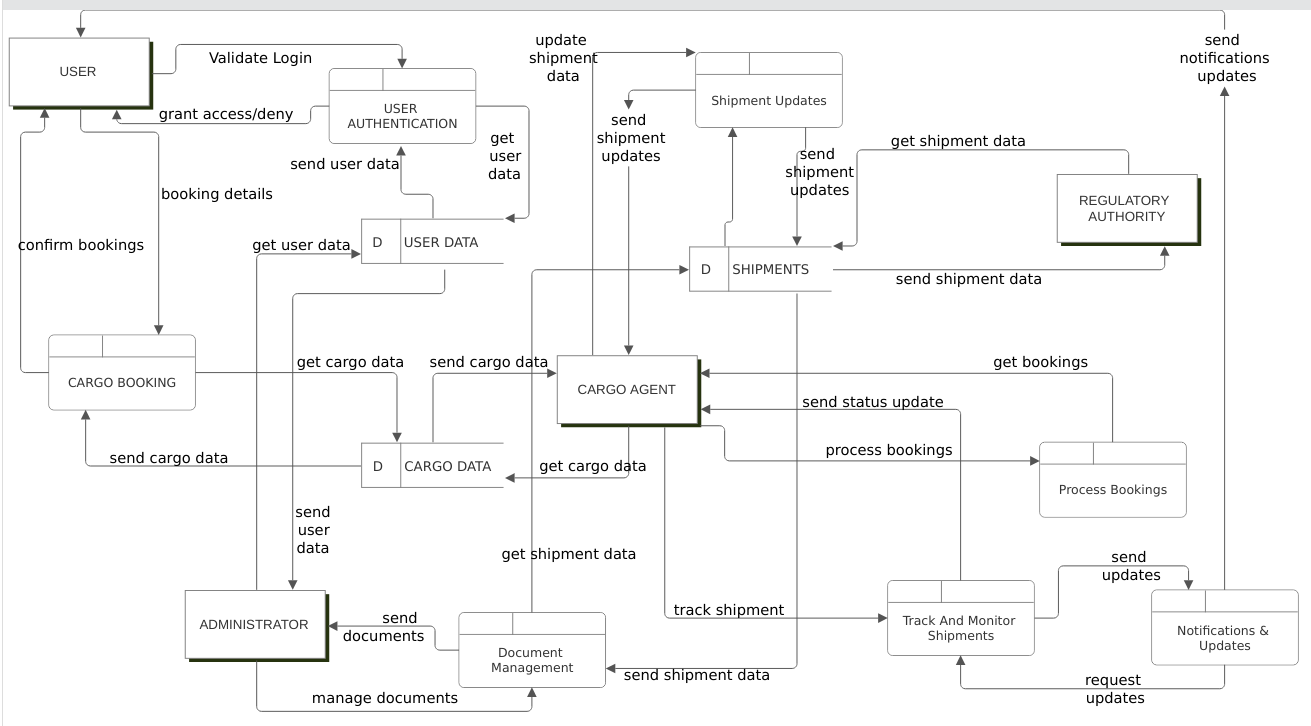 update
shipment
data
send
notifications
updates
USER
Validate Login
Shipment Updates
USER
AUTHENTICATION
grant access/deny
send
shipment
updates
get
user
data
send user data
send
shipment
updates
get shipment data
booking details
REGULATORY
AUTHORITY
confirm bookings
get user data
D
USER DATA
D
SHIPMENTS
send shipment data
get cargo data
send cargo data
get bookings
CARGO BOOKING
CARGO AGENT
send status update
process bookings
send cargo data
D
CARGO DATA
get cargo data
Process Bookings
send
user
data
get shipment data
send
updates
track shipment
ADMINISTRATOR
send
documents
Track And Monitor
Shipments
Notifications &
Updates
Document
Management
send shipment data
request
updates
manage documents